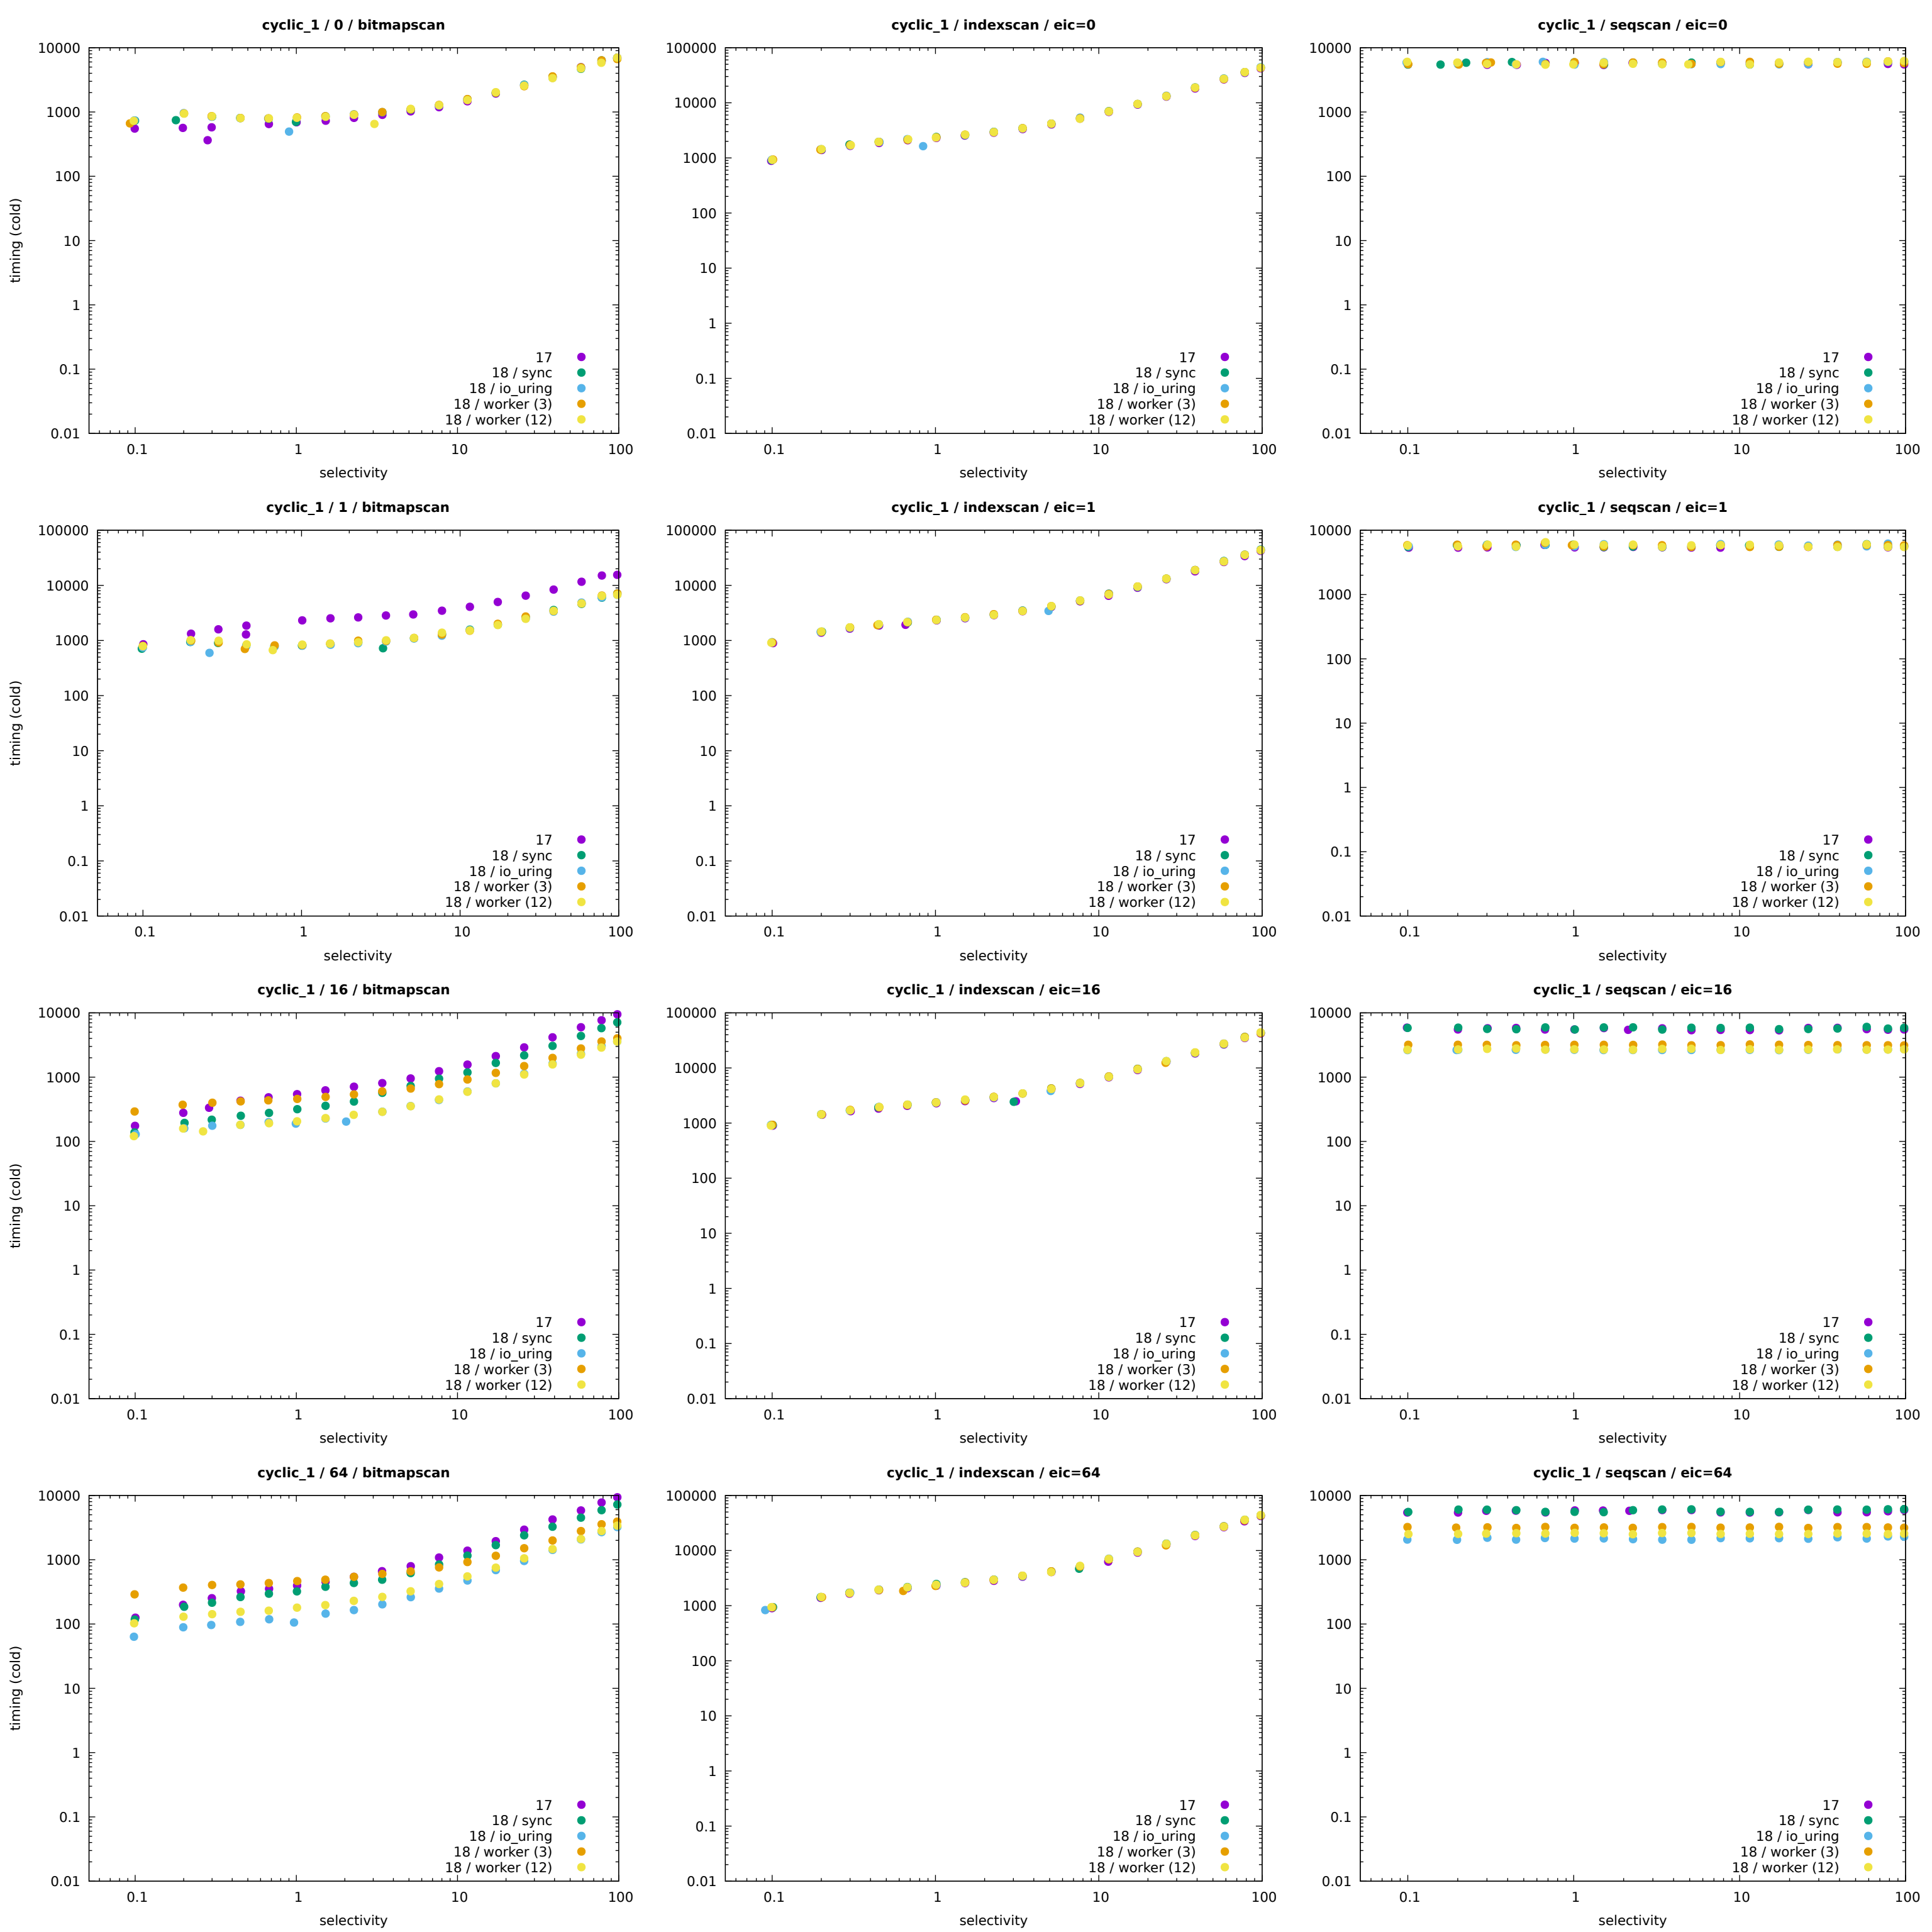 cyclic_1 / 0 / bitmapscan
10000
1000
100
10
1
0.1
0.01
0.1
1
10
100
timing (cold)
selectivity
17
18 / sync
18 / io_uring
18 / worker (3)
18 / worker (12)
cyclic_1 / indexscan / eic=0
100000
10000
1000
100
10
1
0.1
0.01
0.1
1
10
100
selectivity
17
18 / sync
18 / io_uring
18 / worker (3)
18 / worker (12)
cyclic_1 / seqscan / eic=0
10000
1000
100
10
1
0.1
0.01
0.1
1
10
100
selectivity
17
18 / sync
18 / io_uring
18 / worker (3)
18 / worker (12)
cyclic_1 / 1 / bitmapscan
100000
10000
1000
100
10
1
0.1
0.01
0.1
1
10
100
timing (cold)
selectivity
17
18 / sync
18 / io_uring
18 / worker (3)
18 / worker (12)
cyclic_1 / indexscan / eic=1
100000
10000
1000
100
10
1
0.1
0.01
0.1
1
10
100
selectivity
17
18 / sync
18 / io_uring
18 / worker (3)
18 / worker (12)
cyclic_1 / seqscan / eic=1
10000
1000
100
10
1
0.1
0.01
0.1
1
10
100
selectivity
17
18 / sync
18 / io_uring
18 / worker (3)
18 / worker (12)
cyclic_1 / 16 / bitmapscan
10000
1000
100
10
1
0.1
0.01
0.1
1
10
100
timing (cold)
selectivity
17
18 / sync
18 / io_uring
18 / worker (3)
18 / worker (12)
cyclic_1 / indexscan / eic=16
100000
10000
1000
100
10
1
0.1
0.01
0.1
1
10
100
selectivity
17
18 / sync
18 / io_uring
18 / worker (3)
18 / worker (12)
cyclic_1 / seqscan / eic=16
10000
1000
100
10
1
0.1
0.01
0.1
1
10
100
selectivity
17
18 / sync
18 / io_uring
18 / worker (3)
18 / worker (12)
cyclic_1 / 64 / bitmapscan
10000
1000
100
10
1
0.1
0.01
0.1
1
10
100
timing (cold)
selectivity
17
18 / sync
18 / io_uring
18 / worker (3)
18 / worker (12)
cyclic_1 / indexscan / eic=64
100000
10000
1000
100
10
1
0.1
0.01
0.1
1
10
100
selectivity
17
18 / sync
18 / io_uring
18 / worker (3)
18 / worker (12)
cyclic_1 / seqscan / eic=64
10000
1000
100
10
1
0.1
0.01
0.1
1
10
100
selectivity
17
18 / sync
18 / io_uring
18 / worker (3)
18 / worker (12)